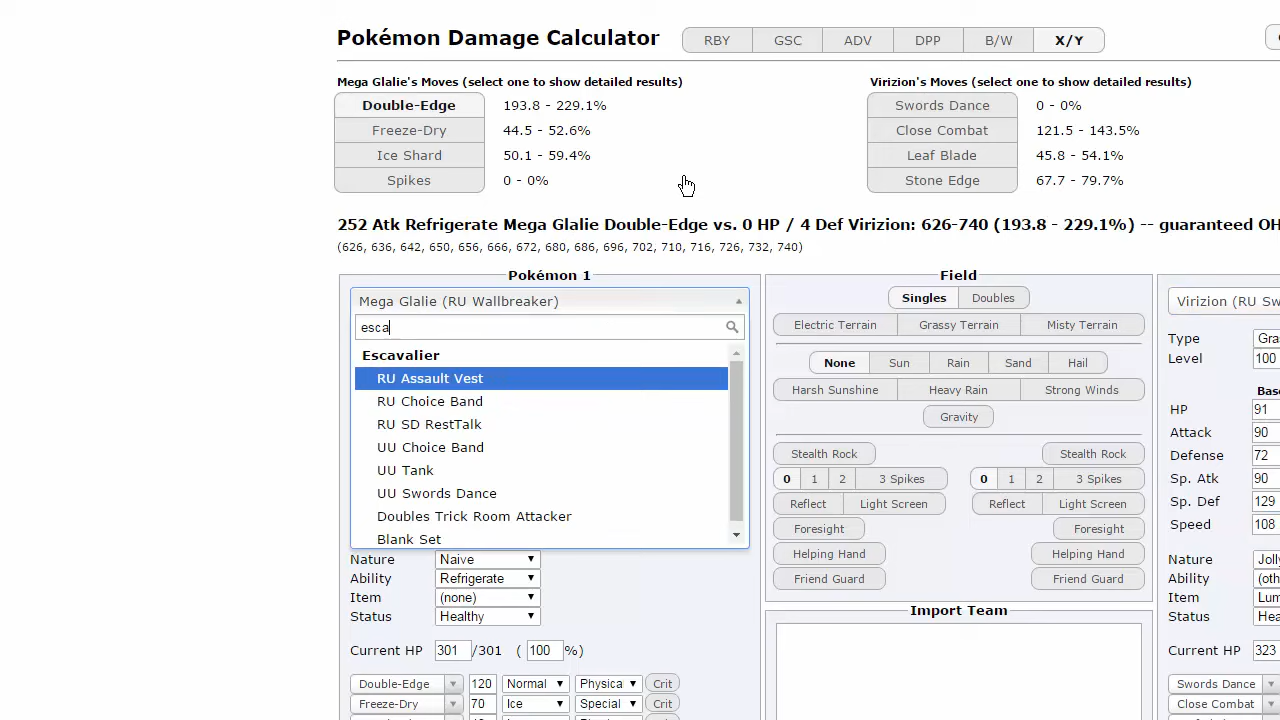 Pokémon Damage Calculator RBY GSC ADV DPP B/W X/Y
Mega Glalie's Moves (select one to show detailed results) Virizion's Moves (select one to show detailed results)
Double-Edge 193.8 - 229.1% Swords Dance 0 - 0%
Freeze-Dry 44.5 - 52.6% Close Combat 121.5 - 143.5%
Ice Shard 50.1 - 59.4% Leaf Blade 45.8 - 54.1%
Spikes 0 - 0% Stone Edge 67.7 - 79.7%
252 Atk Refrigerate Mega Glalie Double-Edge vs. 0 HP / 4 Def Virizion: 626-740 (193.8 - 229.1%) -- guaranteed OH
(626, 636, 642, 650, 656, 666, 672, 680, 686, 696, 702, 710, 716, 726, 732, 740)
Pokémon 1
Mega Glalie (RU Wallbreaker)
esca
Escavalier
RU Assault Vest
RU Choice Band
RU SD RestTalk
UU Choice Band
UU Tank
UU Swords Dance
Doubles Trick Room Attacker
Blank Set
Nature Naive
Ability Refrigerate
Item (none)
Status Healthy
Current HP 301 /301 ( 100 %)
Double-Edge 120 Normal Physica Crit
Freeze-Dry 70 Ice Special Crit
Field
Singles Doubles
Electric Terrain Grassy Terrain Misty Terrain
None Sun Rain Sand Hail
Harsh Sunshine Heavy Rain Strong Winds
Gravity
Stealth Rock Stealth Rock
0 1 2 3 Spikes 0 1 2 3 Spikes
Reflect Light Screen Reflect Light Screen
Foresight Foresight
Helping Hand Helping Hand
Friend Guard Friend Guard
Import Team
Virizion (RU Sw
Type Gra
Level 100
Base
HP 91
Attack 90
Defense 72
Sp. Atk 90
Sp. Def 129
Speed 108
Nature Jolly
Ability (oth
Item Lum
Status Hea
Current HP 323
Swords Dance
Close Combat